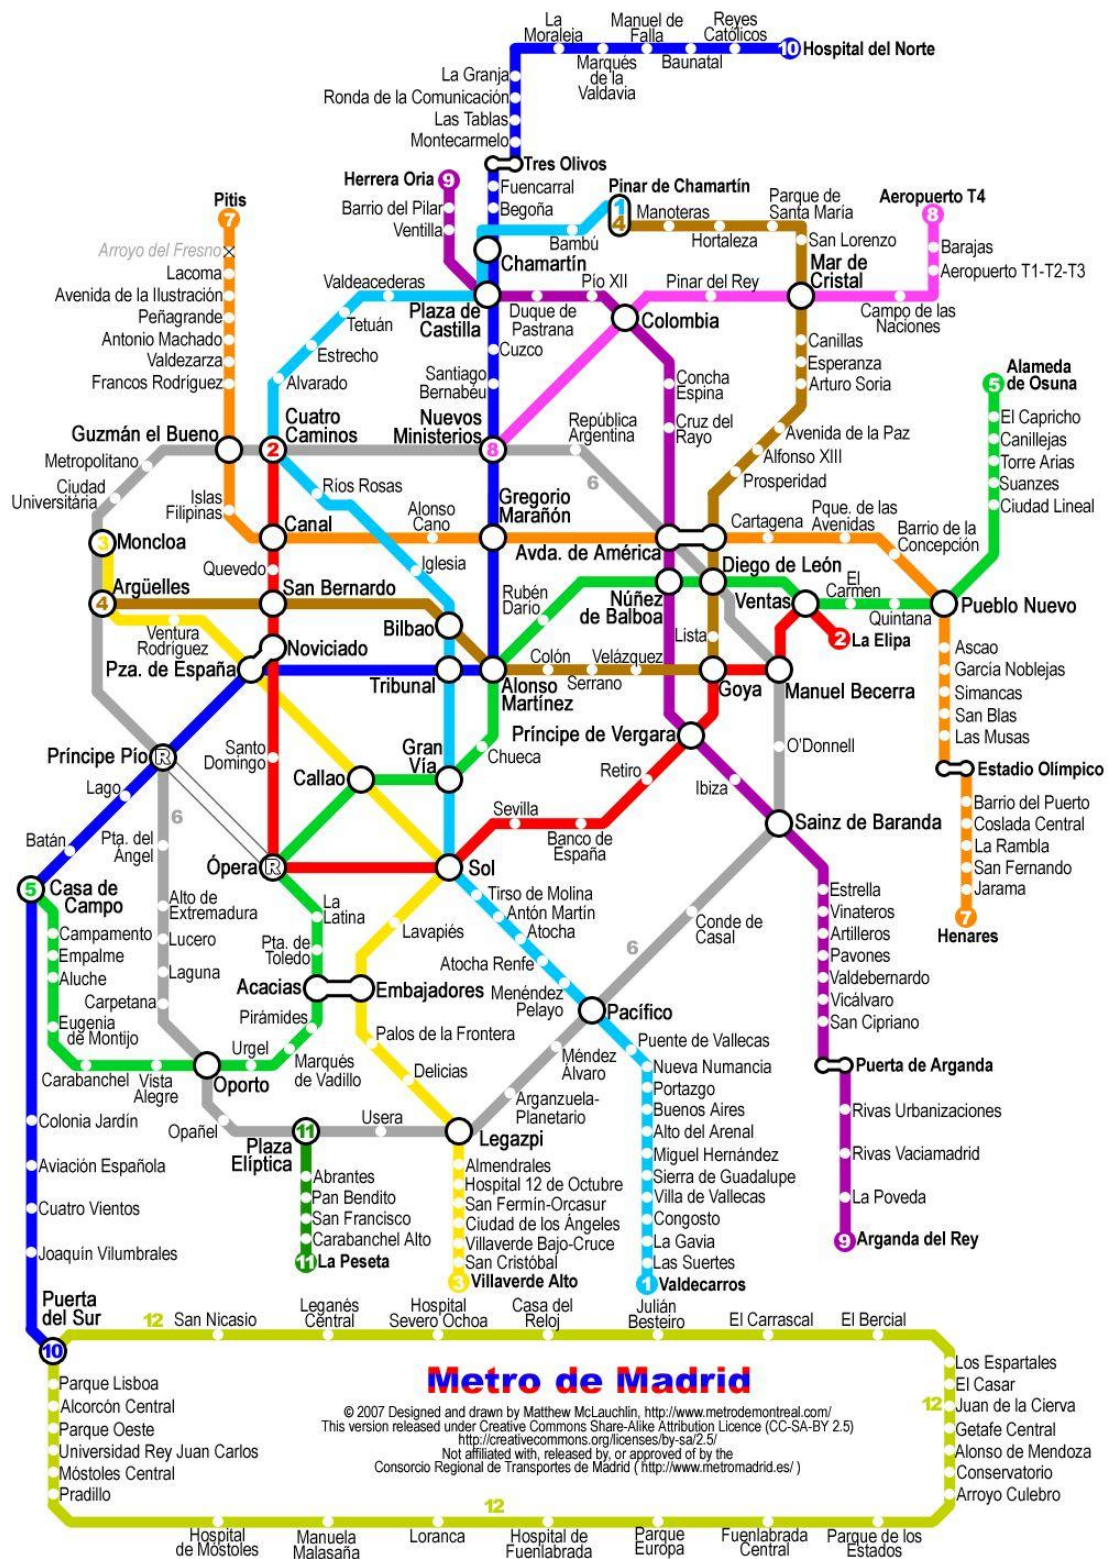 La
Moraleja
Manuel de
Falla
Reyes
Católicos
Marqués
de la
Valdavia
Baunatal
10 Hospital del Norte
La Granja
Ronda de la Comunicación
Las Tablas
Montecarmelo
Tres Olivos
Herrera Oria 9
Fuencarral
Pinar de Chamartín
1
4
Barrio del Pilar
Begoña
Ventilla
Bambú
Manoteras
Hortaleza
Parque de
Santa María
San Lorenzo
Aeropuerto T4
8
Barajas
Aeropuerto T1-T2-T3
Pitis
7
Arroyo del Fresno
Lacoma
Avenida de la Ilustración
Peñagrande
Antonio Machado
Valdezarza
Francos Rodríguez
Chamartín
Valdeacederas
Tetuán
Estrecho
Alvarado
Plaza de
Castilla
Duque de
Pastrana
Pío XII
Pinar del Rey
Colombia
Mar de
Cristal
Campo de las
Naciones
Cuzco
Santiago
Bernabéu
Concha
Espina
Cruz del
Rayo
Canillas
Esperanza
Arturo Soria
Alameda
de Osuna
5
El Capricho
Canillejas
Torre Arias
Suanzes
Ciudad Lineal
Guzmán el Bueno
Cuatro
Caminos
2
Nuevos
Ministerios
8
República
Argentina
6
Avenida de la Paz
Alfonso XIII
Prosperidad
Metropolitano
Ciudad
Universitária
Islas
Filipinas
Ríos Rosas
Alonso
Cano
Gregorio
Marañón
Canal
Avda. de América
Cartagena
Pque. de las
Avenidas
Barrio de la
Concepción
3 Moncloa
Quevedo
Iglesia
Argüelles
4
San Bernardo
Rubén
Darío
Núñez
de Balboa
Diego de León
Ventas
El
Carmen
Quintana
Pueblo Nuevo
Ventura
Rodríguez
Bilbao
Noviciado
Lista
2 La Elipa
Pza. de España
Tribunal
Alonso
Martínez
Colón
Serrano
Velázquez
Goya
Manuel Becerra
Ascao
García Noblejas
Simancas
San Blas
Las Musas
Estadio Olímpico
Barrio del Puerto
Coslada Central
La Rambla
San Fernando
Jarama
7
Henares
Príncipe Pío R
Santo
Domingo
Callao
Gran
Vía
Chueca
Príncipe de Vergara
O'Donnell
Retiro
Ibiza
Lago
6
Pta. del
Ángel
Sevilla
Banco de
España
Sainz de Baranda
Batán
5 Casa de
Campo
Ópera R
Sol
Alto de
Extremadura
Lucero
Laguna
Carpetana
La
Latina
Pta. de
Toledo
Lavapiés
Tirso de Molina
Antón Martín
Atocha
Atocha Renfe
Menéndez
Pelayo
Conde de
Casal
6
Estrella
Vinateros
Artilleros
Pavones
Valdebernardo
Vicálvaro
San Cipriano
Campamento
Empalme
Aluche
Eugenia
de Montijo
Acacias
Embajadores
Pirámides
Palos de la Frontera
Pacífico
Puente de Vallecas
Carabanchel
Vista
Alegre
Oporto
Urgel
Marqués
de Vadillo
Delicias
Méndez
Álvaro
Arganzuela-
Planetario
Nueva Numancia
Portazgo
Buenos Aires
Alto del Arenal
Miguel Hernández
Sierra de Guadalupe
Villa de Vallecas
Congosto
La Gavia
Las Suertes
1 Valdecarros
Puerta de Arganda
Rivas Urbanizaciones
Rivas Vaciamadrid
La Poveda
9 Arganda del Rey
Opañel
Plaza
Elíptica
11
Usera
Legazpi
Colonia Jardín
Aviación Española
Cuatro Vientos
Joaquín Vilumbrales
Abrantes
Pan Bendito
San Francisco
Carabanchel Alto
11 La Peseta
Almendrales
Hospital 12 de Octubre
San Fermín-Orcasur
Ciudad de los Ángeles
Villaverde Bajo-Cruce
San Cristóbal
3 Villaverde Alto
Puerta
del Sur
10
12
San Nicasio
Leganés
Central
Hospital
Severo Ochoa
Casa del
Reloj
Julián
Besteiro
El Carrascal
El Bercial
Parque Lisboa
Alcorcón Central
Parque Oeste
Universidad Rey Juan Carlos
Móstoles Central
Pradillo
Metro de Madrid
© 2007 Designed and drawn by Matthew McLauchlin, http://www.metrodemontreal.com/
This version released under Creative Commons Share-Alike Attribution Licence (CC-SA-BY 2.5)
http://creativecommons.org/licenses/by-sa/2.5/
Not affiliated with, released by, or approved of by the
Consorcio Regional de Transportes de Madrid ( http://www.metromadrid.es/ )
Los Espartales
El Casar
12
Juan de la Cierva
Getafe Central
Alonso de Mendoza
Conservatorio
Arroyo Culebro
12
Hospital
de Móstoles
Manuela
Malasaña
Loranca
Hospital de
Fuenlabrada
Parque
Europa
Fuenlabrada
Central
Parque de los
Estados